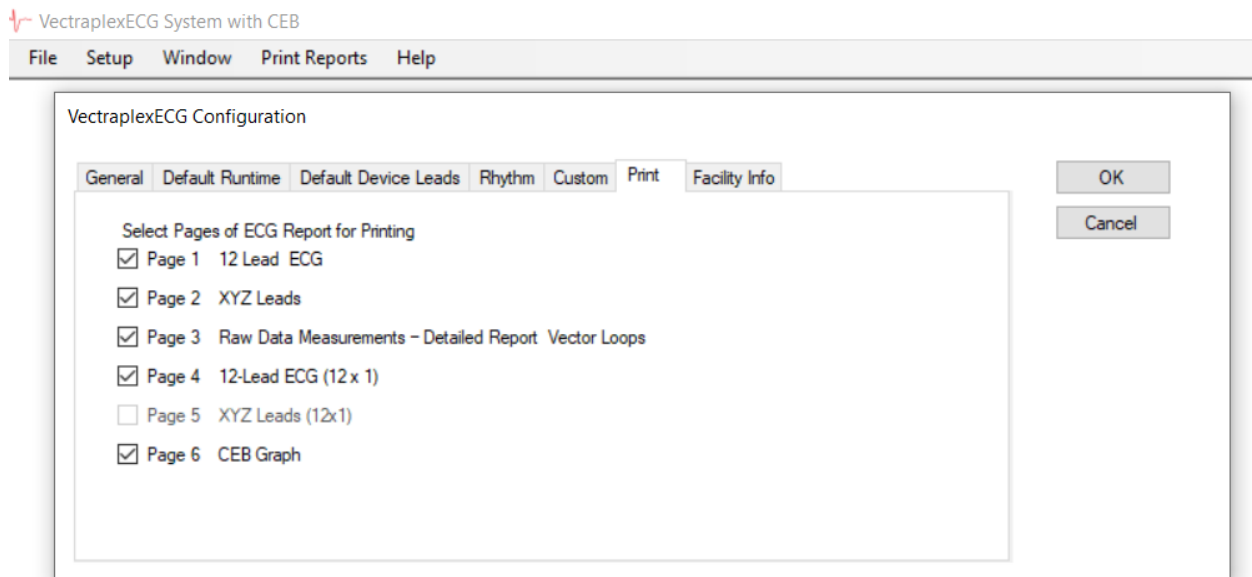 VectraplexECG System with CEB
File Setup Window Print Reports Help
VectraplexECG Configuration
General Default Runtime Default Device Leads Rhythm Custom Print Facility Info
OK
Cancel
Select Pages of ECG Report for Printing
Page 1 12 Lead ECG
Page 2 XYZ Leads
Page 3 Raw Data Measurements – Detailed Report Vector Loops
Page 4 12-Lead ECG (12 x 1)
Page 5 XYZ Leads (12x1)
Page 6 CEB Graph